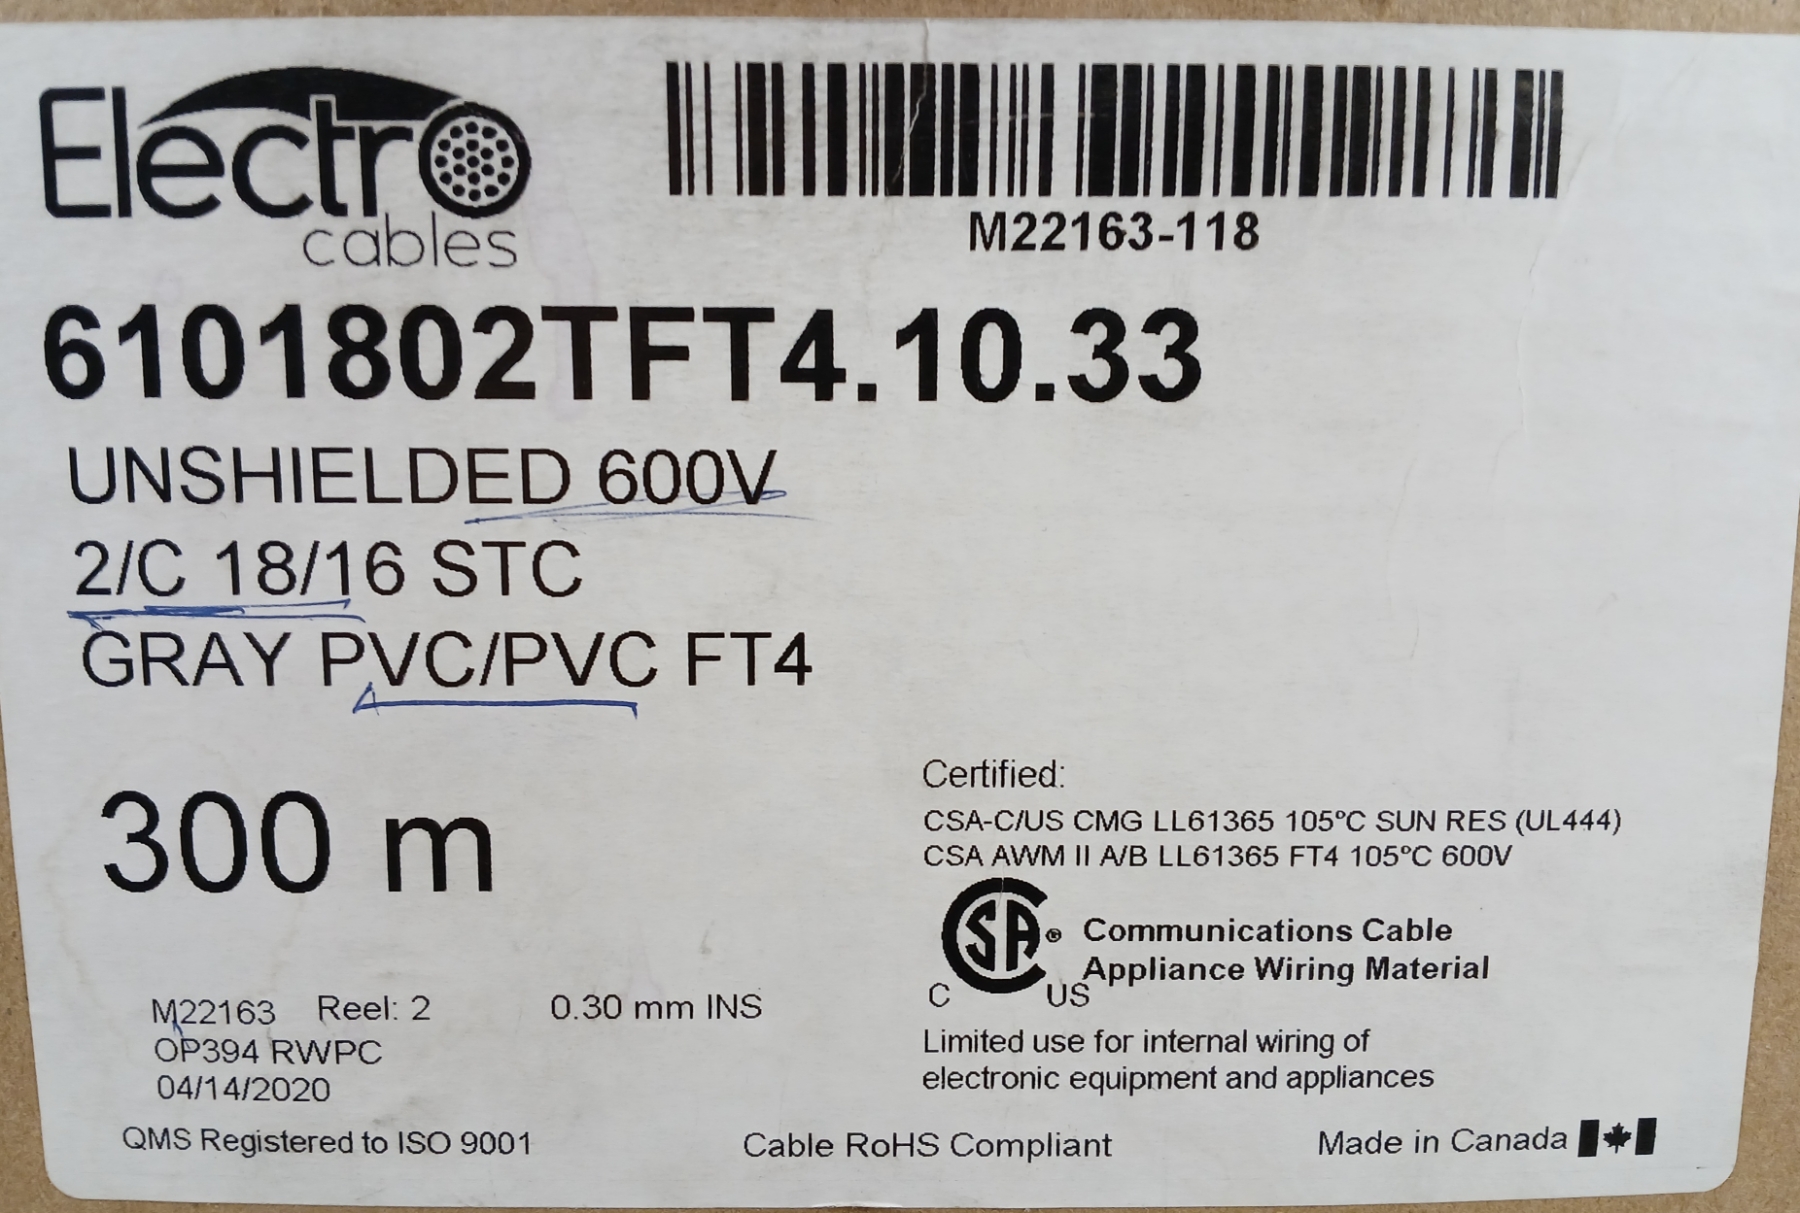 Electro
cables
M22163-118
6101802TFT4.10.33
UNSHIELDED 600V
2/C 18/16 STC
GRAY PVC/PVC FT4
300 m
Certified:
CSA-C/US CMG LL61365 105ºC SUN RES (UL444)
CSA AWM II A/B LL61365 FT4 105ºC 600V
CSA® Communications Cable
C US Appliance Wiring Material
M22163 Reel: 2 0.30 mm INS
OP394 RWPC
04/14/2020
Limited use for internal wiring of
electronic equipment and appliances
QMS Registered to ISO 9001 Cable RoHS Compliant Made in Canada